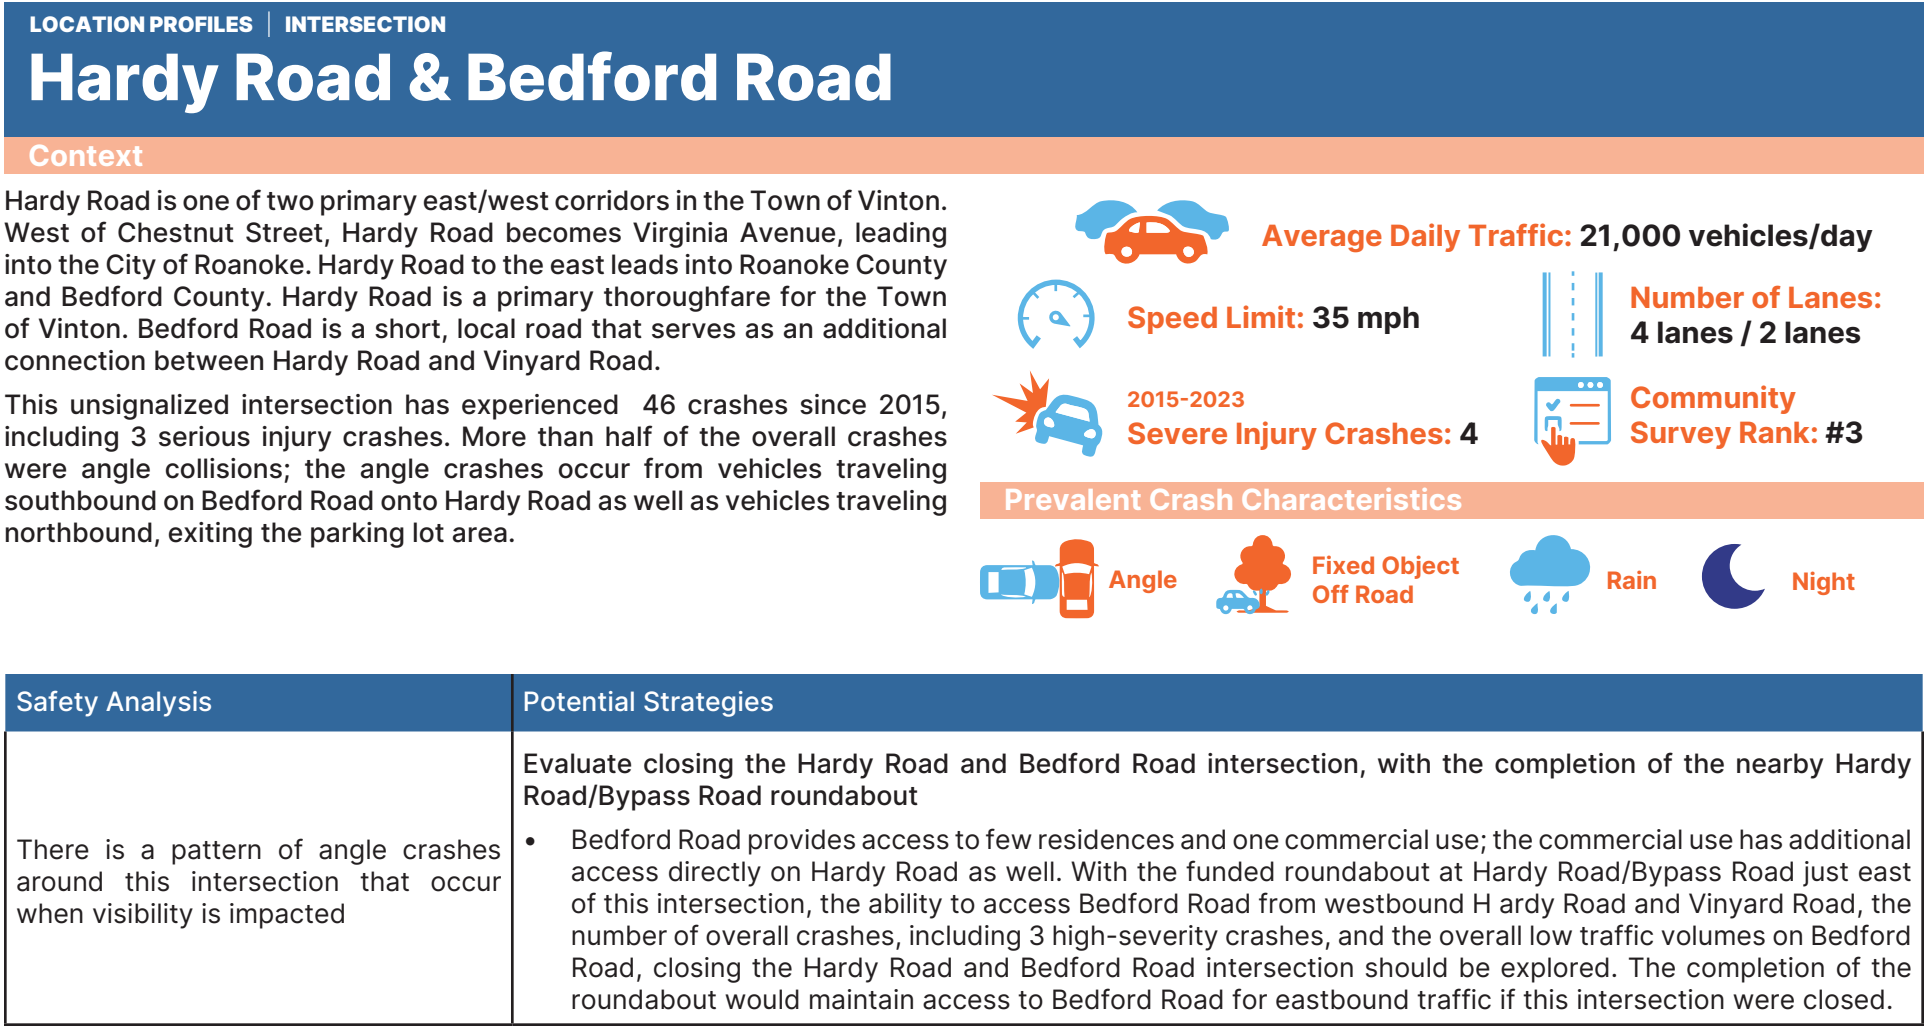 LOCATION PROFILES | INTERSECTION
Hardy Road & Bedford Road
Context
Hardy Road is one of two primary east/west corridors in the Town of Vinton.
West of Chestnut Street, Hardy Road becomes Virginia Avenue, leading
into the City of Roanoke. Hardy Road to the east leads into Roanoke County
and Bedford County. Hardy Road is a primary thoroughfare for the Town
of Vinton. Bedford Road is a short, local road that serves as an additional
connection between Hardy Road and Vinyard Road.
This unsignalized intersection has experienced 46 crashes since 2015,
including 3 serious injury crashes. More than half of the overall crashes
were angle collisions; the angle crashes occur from vehicles traveling
southbound on Bedford Road onto Hardy Road as well as vehicles traveling
northbound, exiting the parking lot area.
Average Daily Traffic: 21,000 vehicles/day
Speed Limit: 35 mph
Number of Lanes:
4 lanes / 2 lanes
2015-2023
Severe Injury Crashes: 4
Community
Survey Rank: #3
Prevalent Crash Characteristics
Angle
Fixed Object
Off Road
Rain
Night
Safety Analysis
Potential Strategies
There is a pattern of angle crashes
around this intersection that occur
when visibility is impacted
Evaluate closing the Hardy Road and Bedford Road intersection, with the completion of the nearby Hardy
Road/Bypass Road roundabout
• Bedford Road provides access to few residences and one commercial use; the commercial use has additional
access directly on Hardy Road as well. With the funded roundabout at Hardy Road/Bypass Road just east
of this intersection, the ability to access Bedford Road from westbound H ardy Road and Vinyard Road, the
number of overall crashes, including 3 high-severity crashes, and the overall low traffic volumes on Bedford
Road, closing the Hardy Road and Bedford Road intersection should be explored. The completion of the
roundabout would maintain access to Bedford Road for eastbound traffic if this intersection were closed.